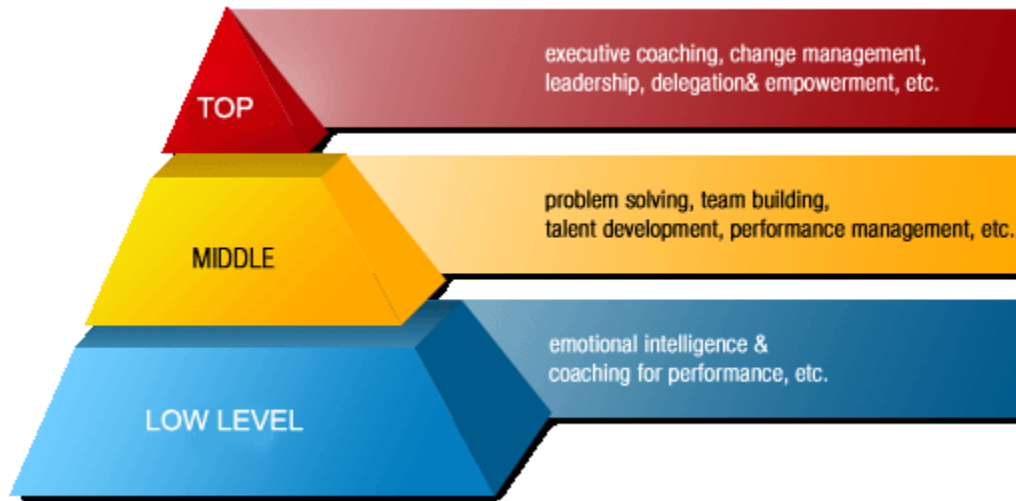 TOP
executive coaching, change management,
leadership, delegation& empowerment, etc.
MIDDLE
problem solving, team building,
talent development, performance management, etc.
LOW LEVEL
emotional intelligence &
coaching for performance, etc.